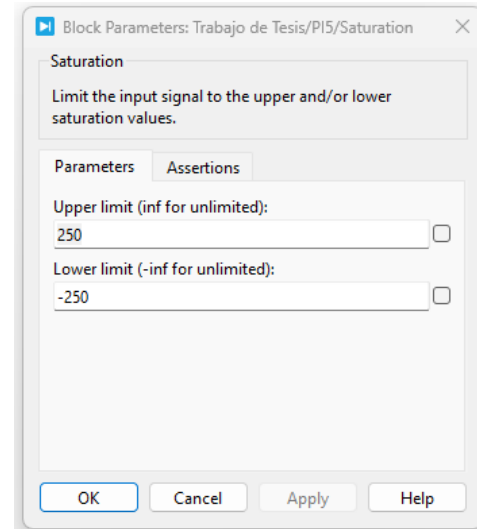 Block Parameters: Trabajo de Tesis/PI5/Saturation
Saturation
Limit the input signal to the upper and/or lower
saturation values.
Parameters Assertions
Upper limit (inf for unlimited):
250
Lower limit (-inf for unlimited):
-250
OK Cancel Apply Help